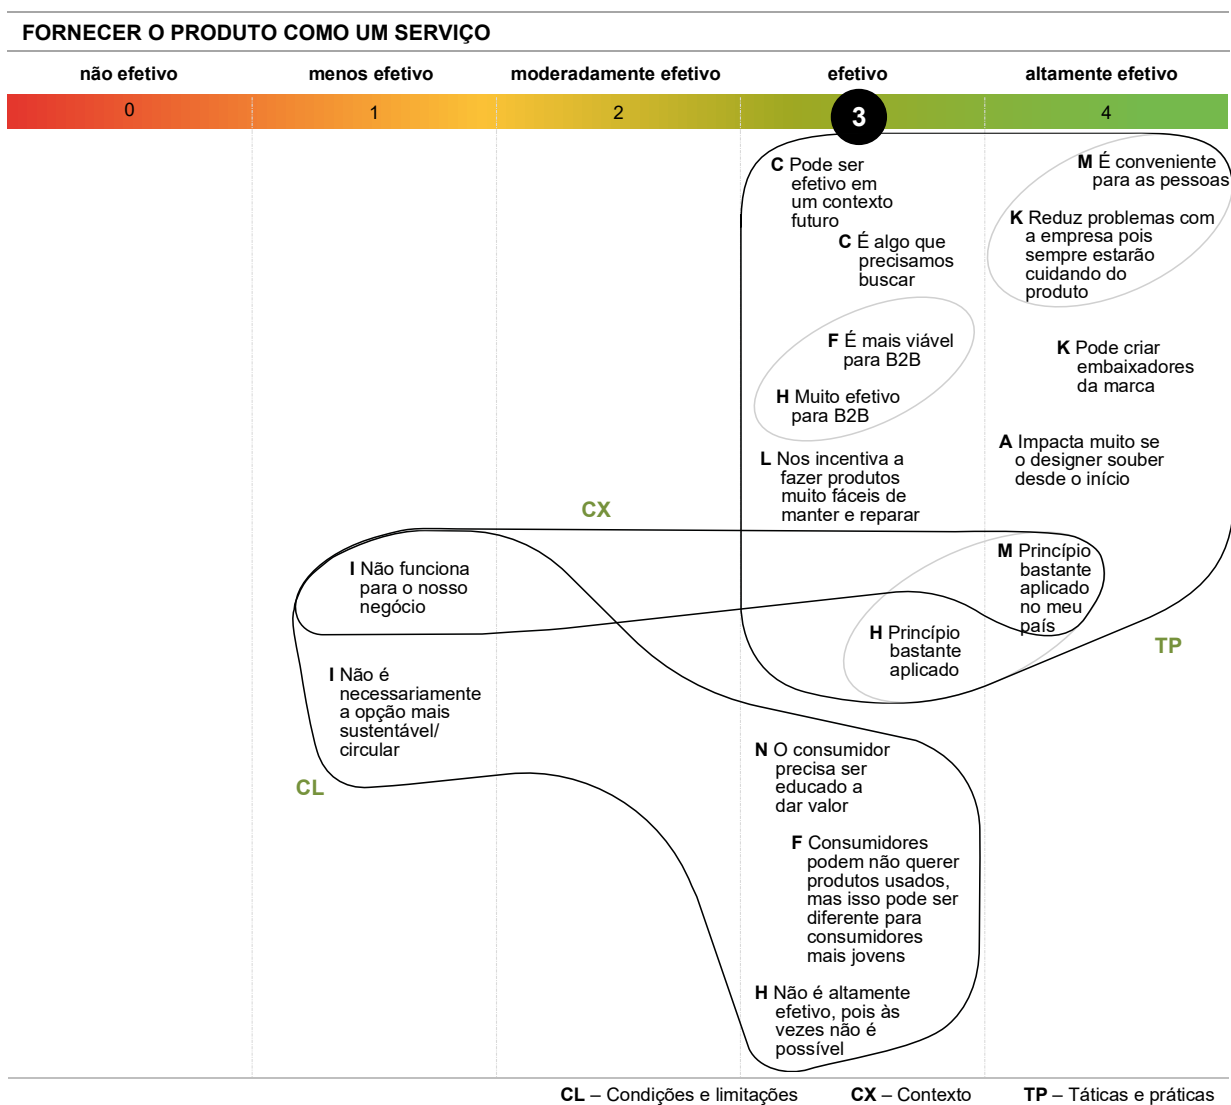 FORNECER O PRODUTO COMO UM SERVIÇO
não efetivo
menos efetivo
moderadamente efetivo
efetivo
altamente efetivo
0
1
2
3
4
C Pode ser
efetivo em
um contexto
futuro
C É algo que
precisamos
buscar
F É mais viável
para B2B
H Muito efetivo
para B2B
L Nos incentiva a
fazer produtos
muito fáceis de
manter e reparar
M É conveniente
para as pessoas
K Reduz problemas com
a empresa pois
sempre estarão
cuidando do
produto
K Pode criar
embaixadores
da marca
A Impacta muito se
o designer souber
desde o início
CX
I Não funciona
para o nosso
negócio
M Princípio
bastante
aplicado
no meu
país
H Princípio
bastante
aplicado
TP
I Não é
necessariamente
a opção mais
sustentável/
circular
CL
N O consumidor
precisa ser
educado a
dar valor
F Consumidores
podem não querer
produtos usados,
mas isso pode ser
diferente para
consumidores
mais jovens
H Não é altamente
efetivo, pois às
vezes não é
possível
CL – Condições e limitações
CX – Contexto
TP – Táticas e práticas